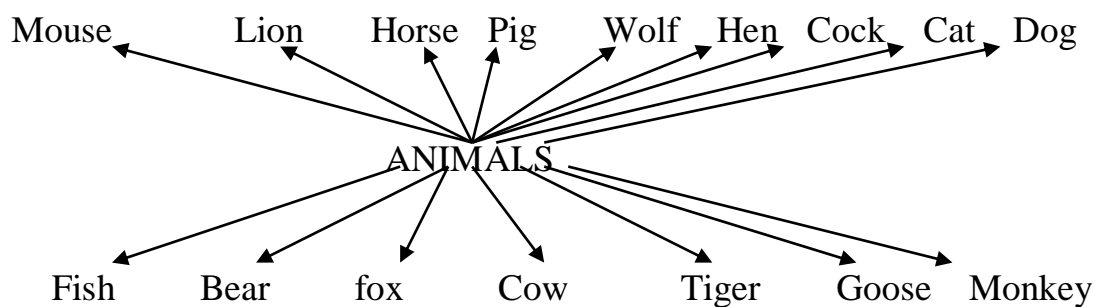 Mouse Lion Horse Pig Wolf Hen Cock Cat Dog
ANIMALS
Fish Bear fox Cow Tiger Goose Monkey